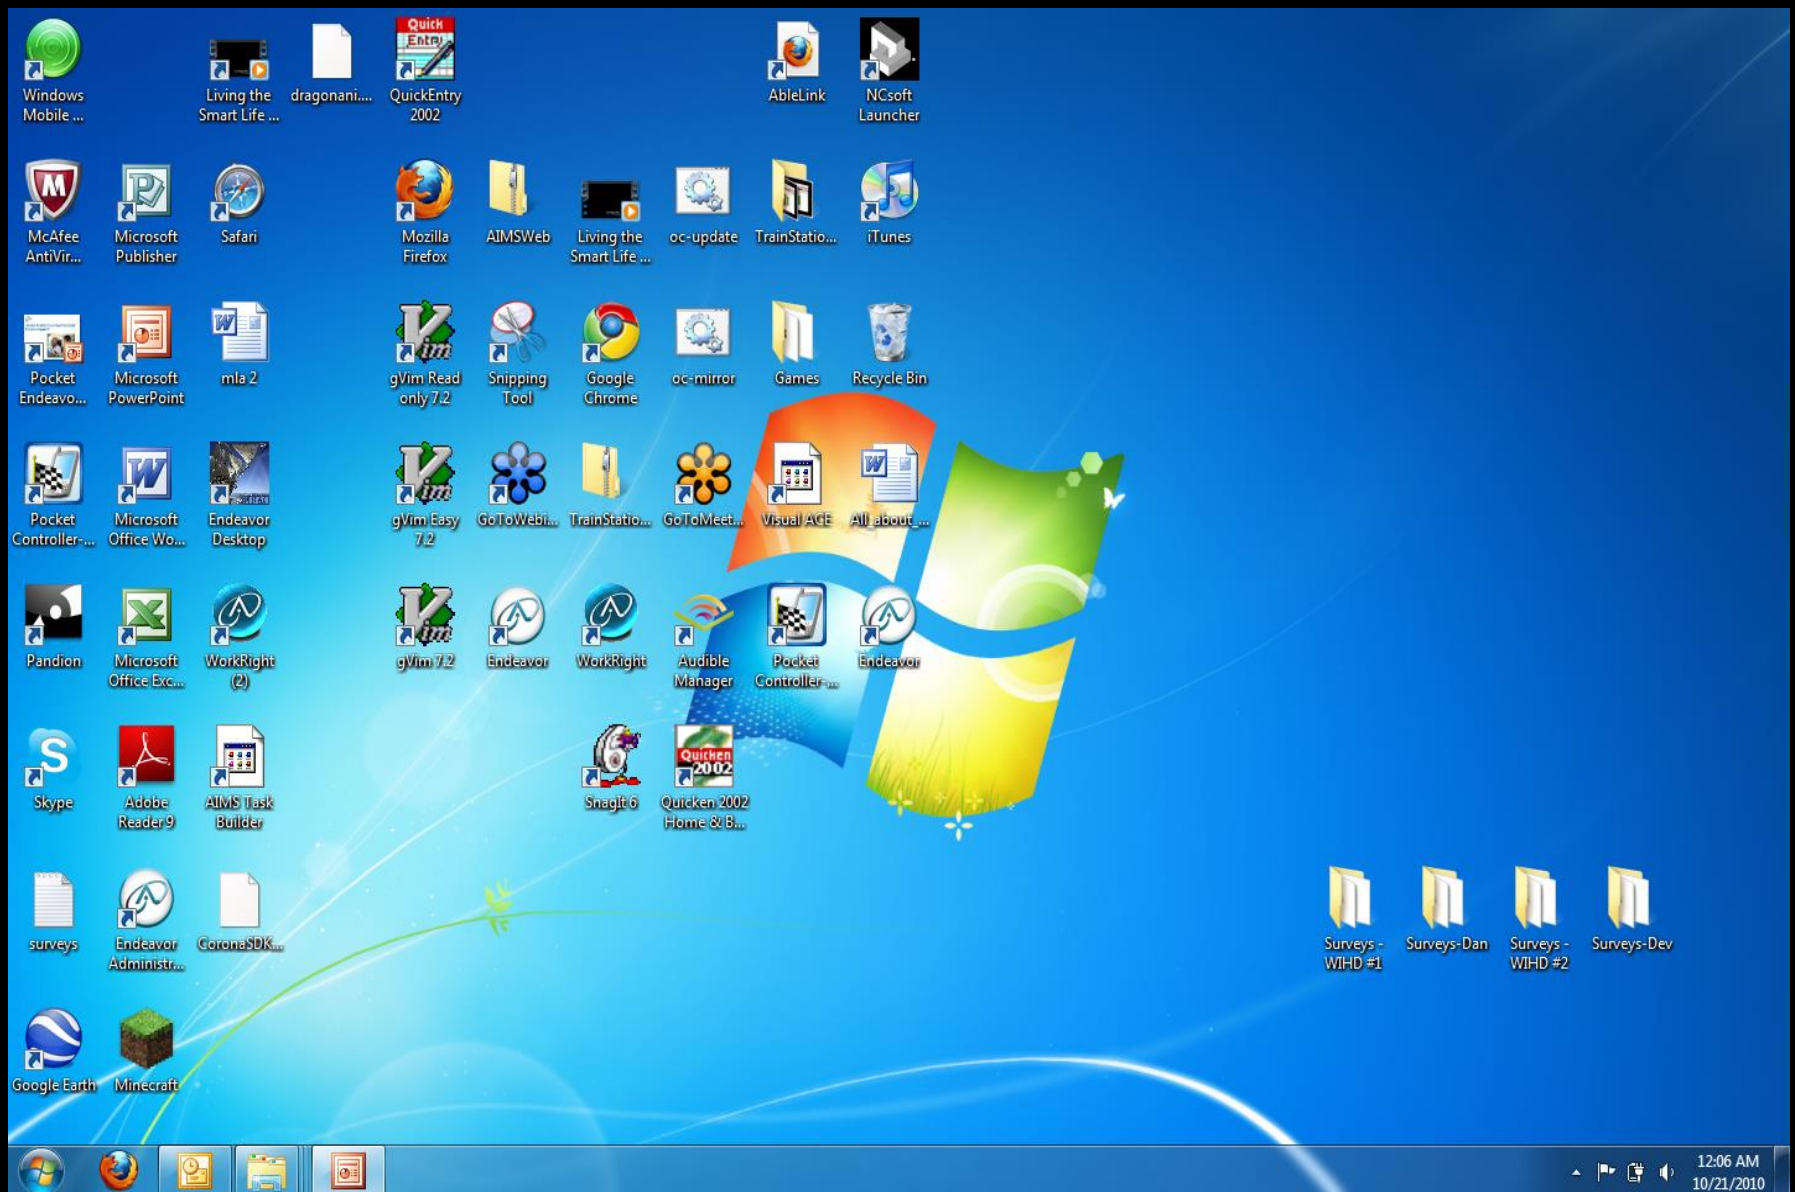 Windows
Mobile ...
Living the
Smart Life ...
dragonani....
Quick
Entry
QuickEntry
2002
AbleLink
NCsoft
Launcher
McAfee
AntiVir...
Microsoft
Publisher
Safari
Mozilla
Firefox
AIMSWeb
Living the
Smart Life ...
oc-update
TrainStatio...
iTunes
Pocket
Endeavo...
Microsoft
PowerPoint
mla 2
gVim Read
only 7.2
Snipping
Tool
Google
Chrome
oc-mirror
Games
Recycle Bin
Pocket
Controller-...
Microsoft
Office Wo...
Endeavor
Desktop
gVim Easy
7.2
GoToWebi...
TrainStatio...
GoToMeet...
Visual ACE
All_about_...
Pandion
Microsoft
Office Exc...
WorkRight
(2)
gVim 7.2
Endeavor
WorkRight
Audible
Manager
Pocket
Controller-...
Endeavor
Skype
Adobe
Reader 9
AIMS Task
Builder
SnagIt 6
Quicken
2002
Quicken 2002
Home & B...
surveys
Endeavor
Administr...
CoronaSDK...
Surveys -
WIHD #1
Surveys-Dan
Surveys -
WIHD #2
Surveys-Dev
Google Earth
Minecraft
12:06 AM
10/21/2010